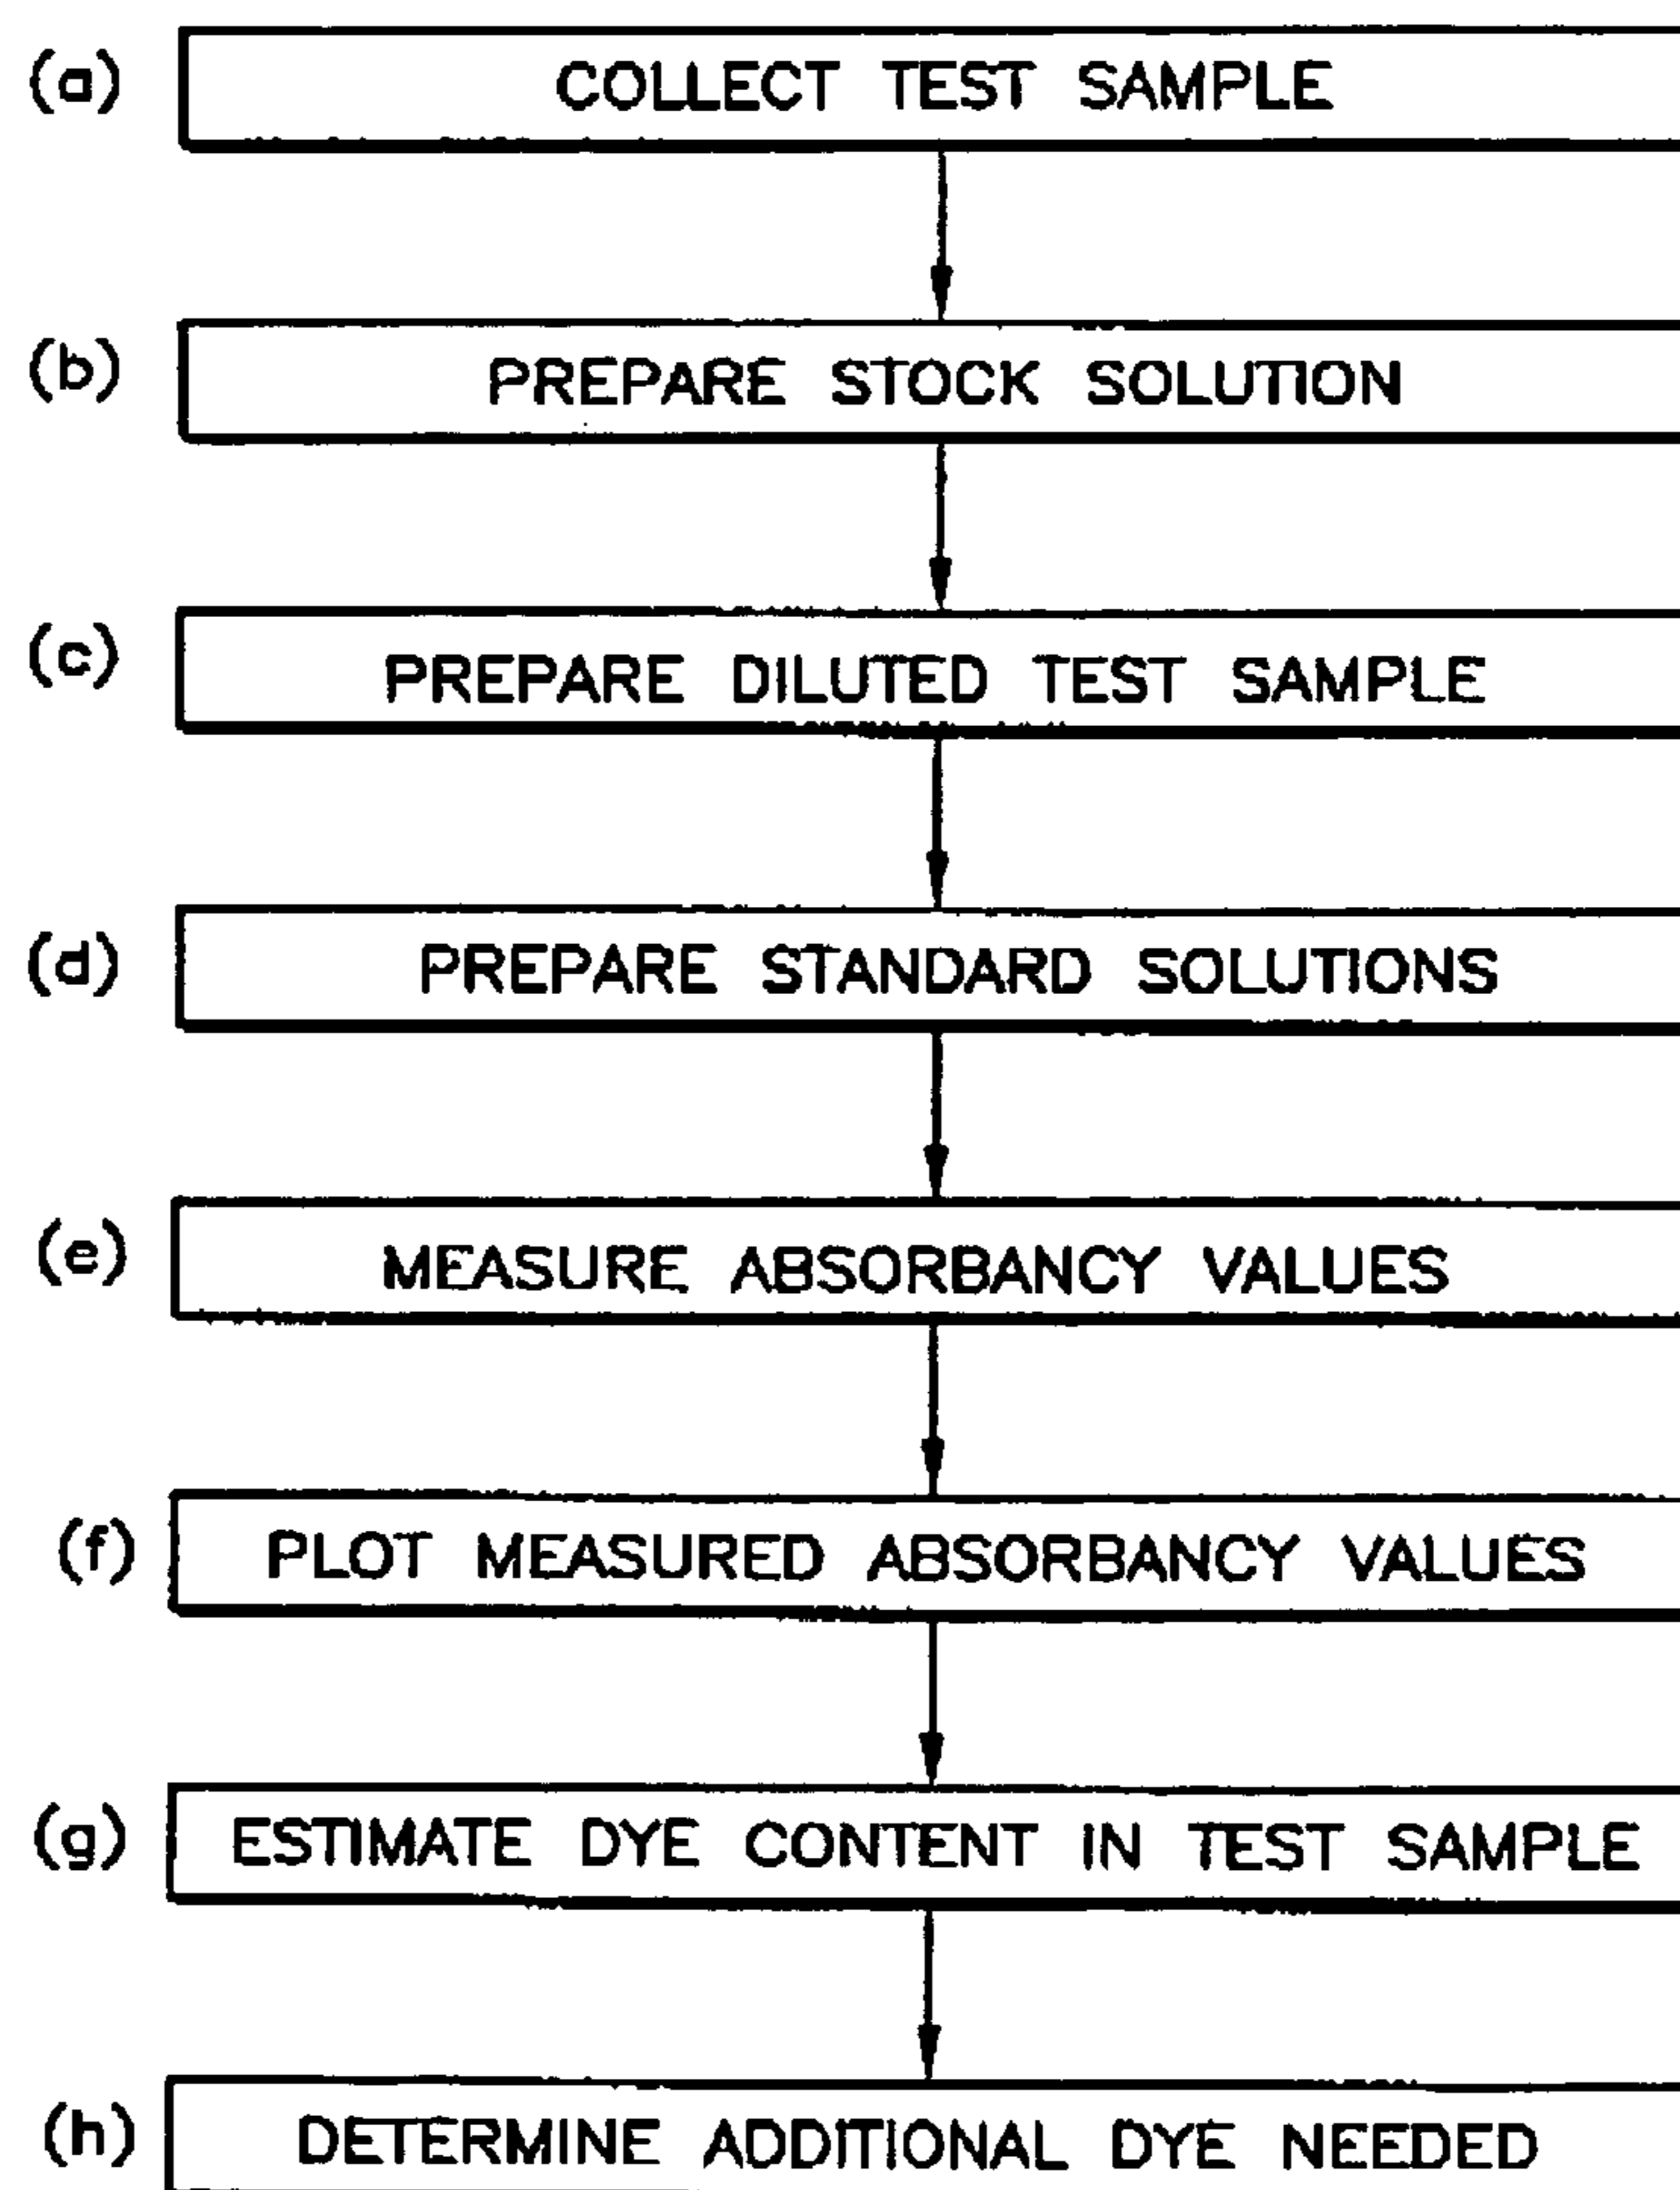 (a) COLLECT TEST SAMPLE
(b) PREPARE STOCK SOLUTION
(c) PREPARE DILUTED TEST SAMPLE
(d) PREPARE STANDARD SOLUTIONS
(e) MEASURE ABSORBANCY VALUES
(f) PLOT MEASURED ABSORBANCY VALUES
(g) ESTIMATE DYE CONTENT IN TEST SAMPLE
(h) DETERMINE ADDITIONAL DYE NEEDED